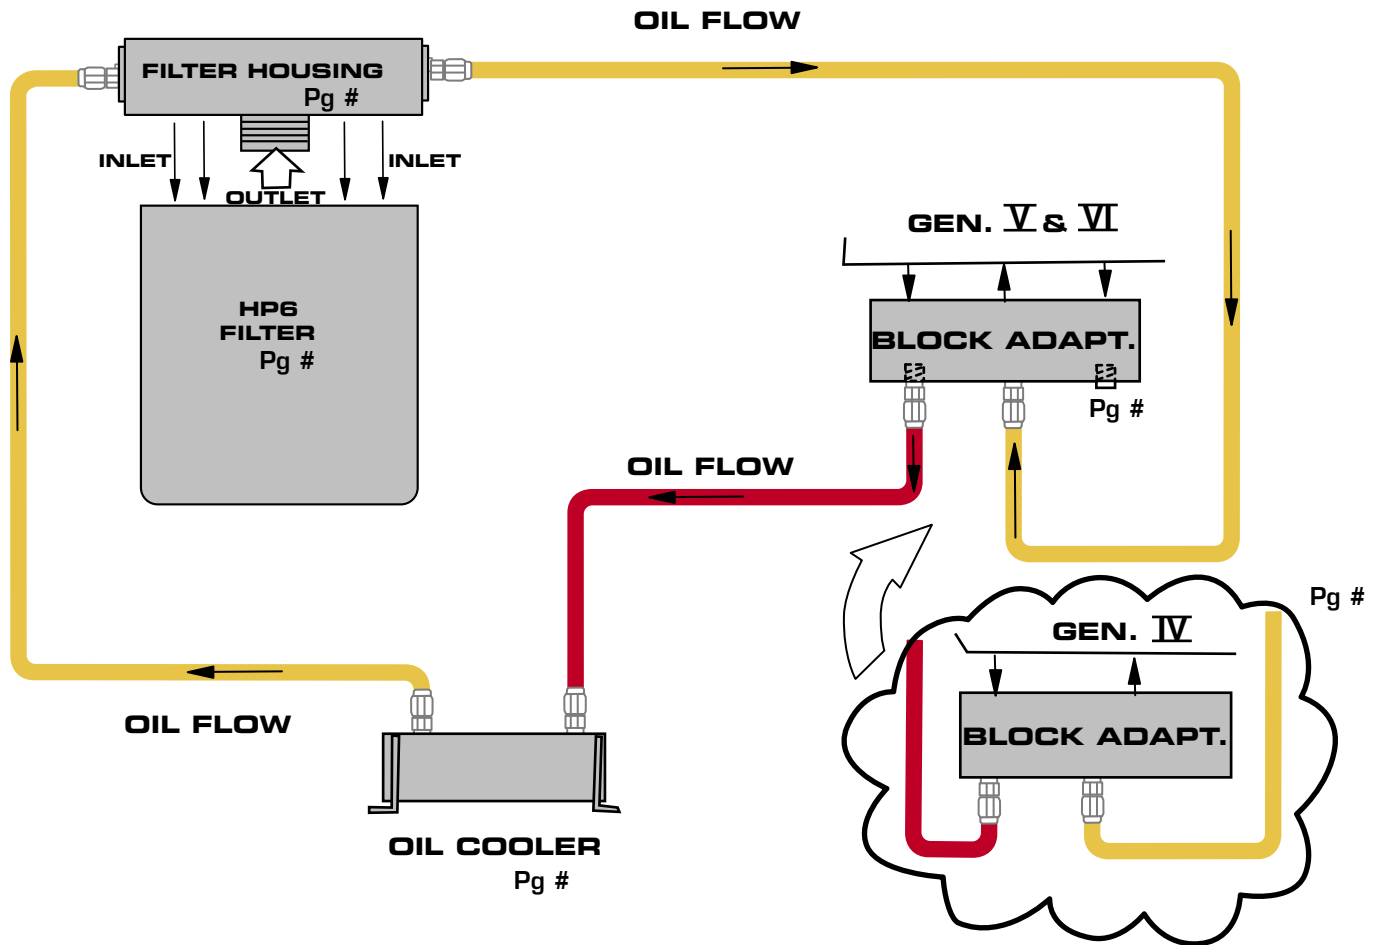 OIL FLOW
FILTER HOUSING
Pg #
INLET
INLET
OUTLET
HP6
FILTER
Pg #
GEN. V & VI
BLOCK ADAPT.
Pg #
OIL FLOW
Pg #
GEN. IV
BLOCK ADAPT.
OIL FLOW
OIL COOLER
Pg #